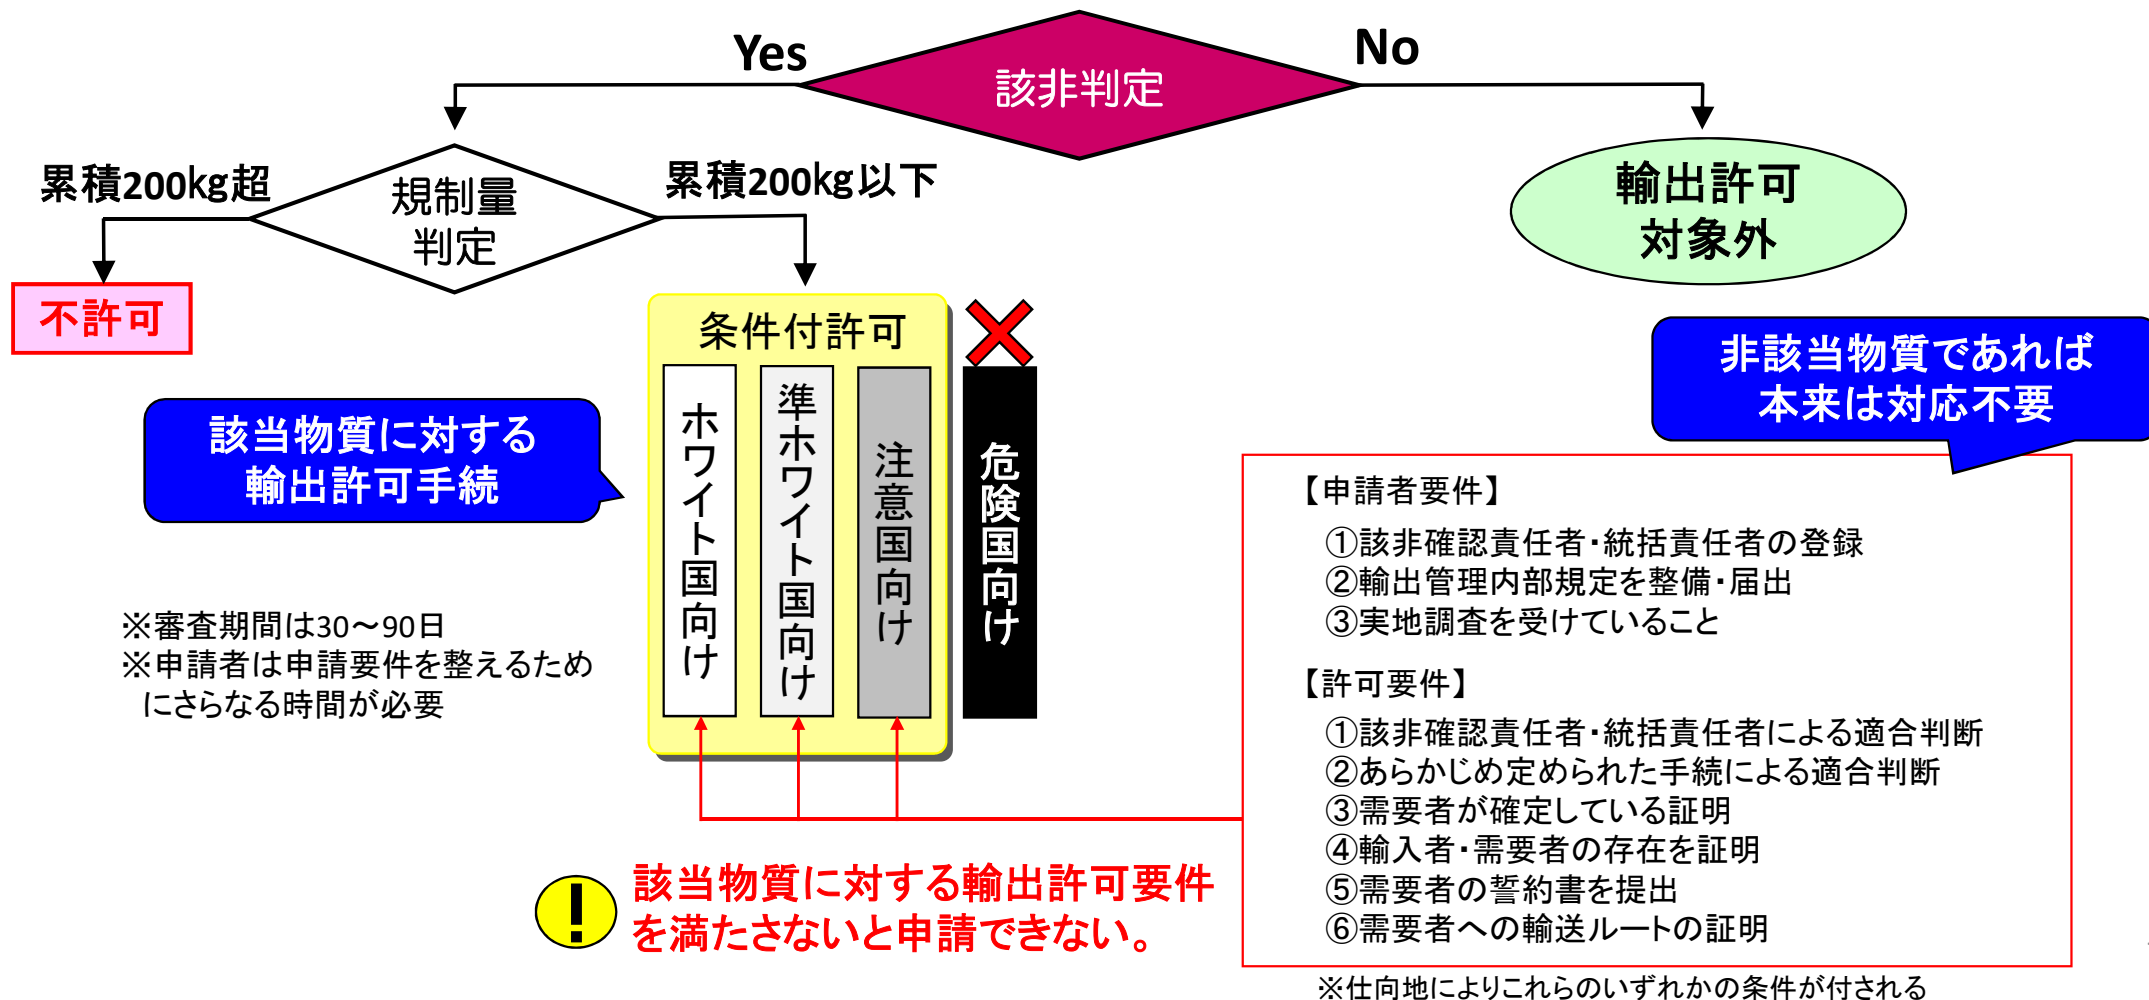 Yes
該非判定
No
累積200kg超
規制量
判定
累積200kg以下
輸出許可
対象外
不許可
条件付許可
ホワイト国向け
準ホワイト国向け
注意国向け
危険国向け
該当物質に対する
輸出許可手続
非該当物質であれば
本来は対応不要
※審査期間は30～90日
※申請者は申請要件を整えるため
にさらなる時間が必要
【申請者要件】
①該非確認責任者・統括責任者の登録
②輸出管理内部規定を整備・届出
③実地調査を受けていること
【許可要件】
①該非確認責任者・統括責任者による適合判断
②あらかじめ定められた手続による適合判断
③需要者が確定している証明
④輸入者・需要者の存在を証明
⑤需要者の誓約書を提出
⑥需要者への輸送ルートの証明
!
該当物質に対する輸出許可要件
を満たさないと申請できない。
※仕向地によりこれらのいずれかの条件が付される